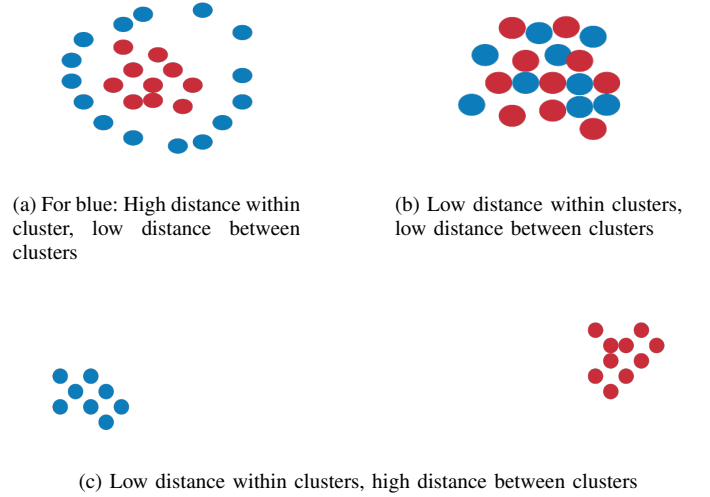 (a) For blue: High distance within
cluster, low distance between
clusters
(b) Low distance within clusters,
low distance between clusters
(c) Low distance within clusters, high distance between clusters